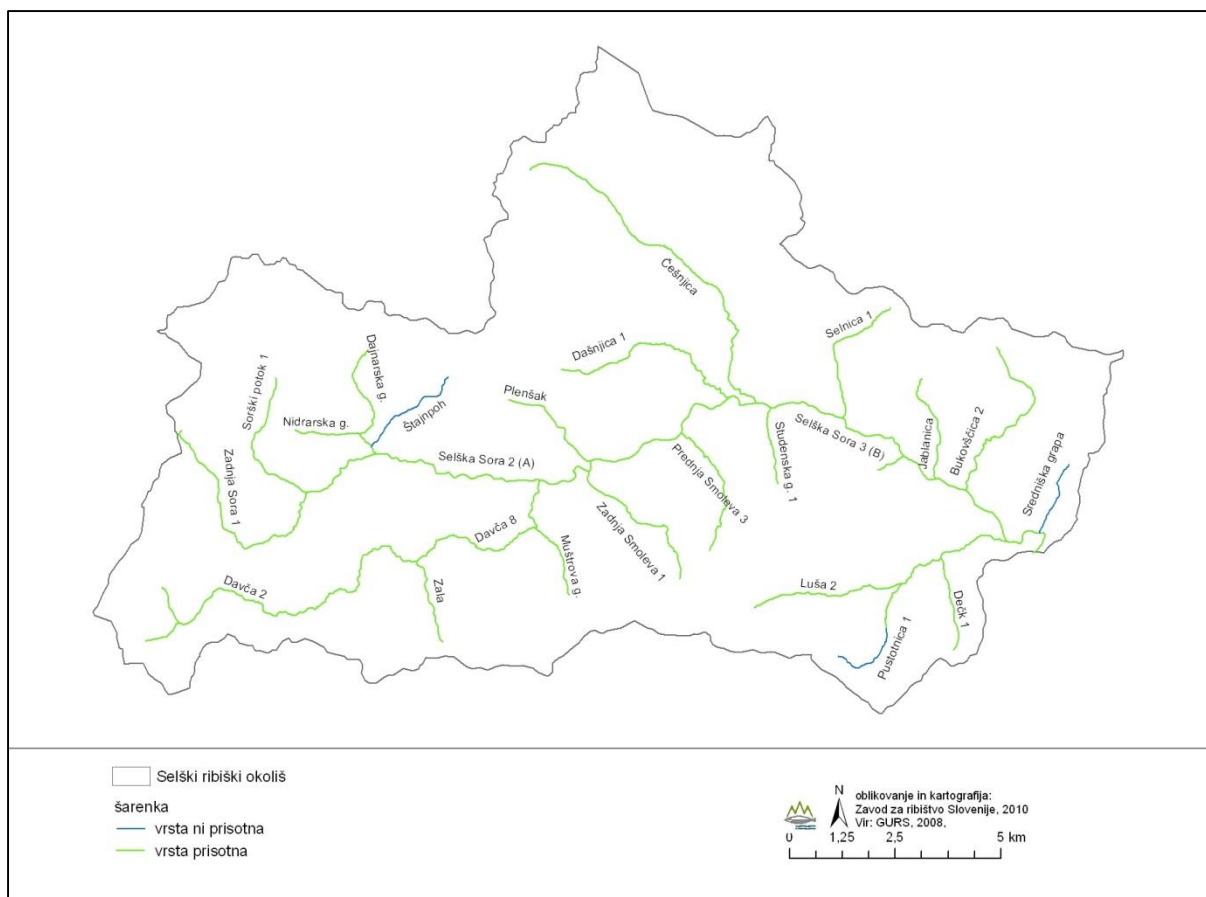 Češnjica
Selnica 1
Dašnjica 1
Dajnarska g.
Sorški potok 1
Plenšak
Štajnpoh
Nidrarska g.
Selška Sora 3 (B)
Studenska g. 1
Jablanica
Bukovščica 2
Sredniška grapa
Selška Sora 2 (A)
Prednja Smoleva 3
Zadnja Sora 1
Zadnja Smoleva 1
Davča 8
Muštrova g.
Davča 2
Zala
Luša 2
Dečk 1
Pustotnica 1
Selški ribiški okoliš
šarenka
vrsta ni prisotna
vrsta prisotna
N
oblikovanje in kartografija:
Zavod za ribištvo Slovenije, 2010
Vir: GURS, 2008,
0 1,25 2,5 5 km